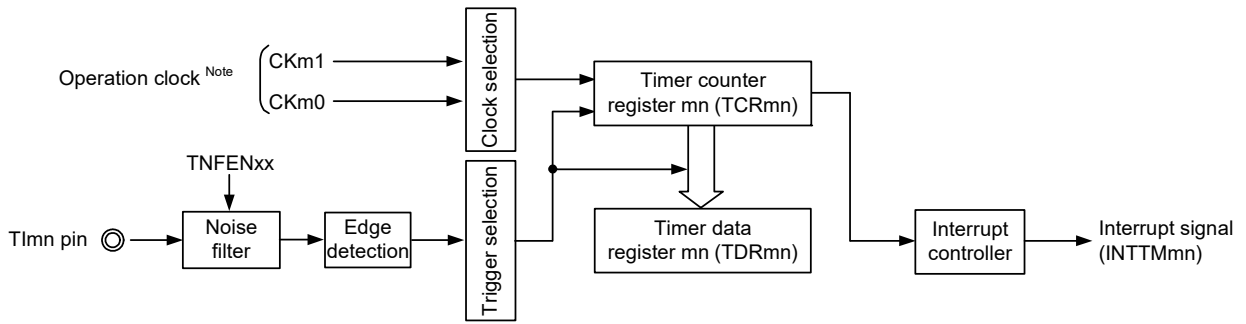 Operation clock Note
CKm1
CKm0
Clock selection
Timer counter
register mn (TCRmn)
TNFENxx
TImn pin
Noise
filter
Edge
detection
Trigger selection
Timer data
register mn (TDRmn)
Interrupt
controller
Interrupt signal
(INTTMmn)